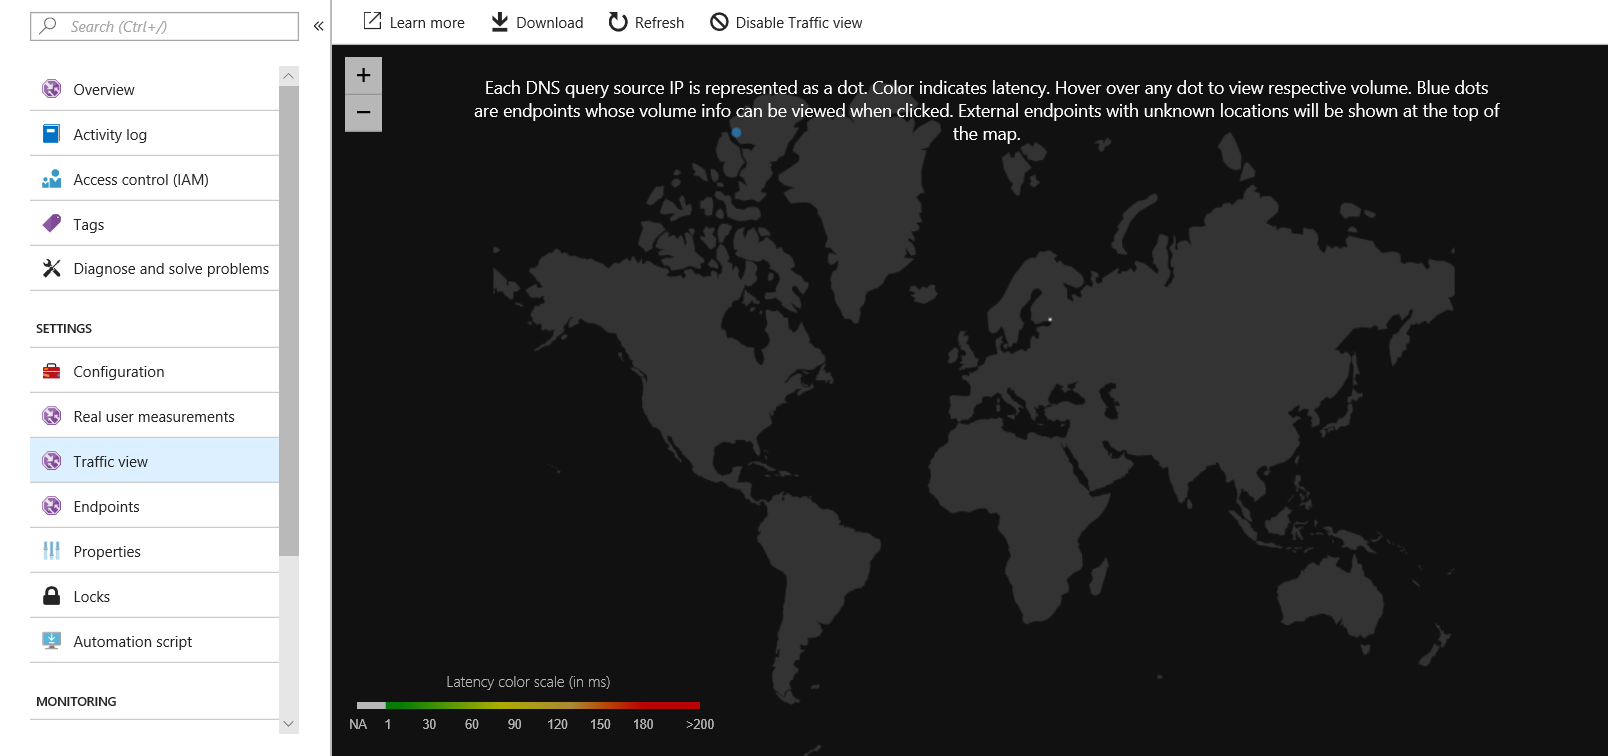 Search (Ctrl+/)
«
Overview
Activity log
Access control (IAM)
Tags
Diagnose and solve problems
SETTINGS
Configuration
Real user measurements
Traffic view
Endpoints
Properties
Locks
Automation script
MONITORING
Learn more
Download
Refresh
Disable Traffic view
+
−
Each DNS query source IP is represented as a dot. Color indicates latency. Hover over any dot to view respective volume. Blue dots
are endpoints whose volume info can be viewed when clicked. External endpoints with unknown locations will be shown at the top of
the map.
Latency color scale (in ms)
NA 1 30 60 90 120 150 180 >200